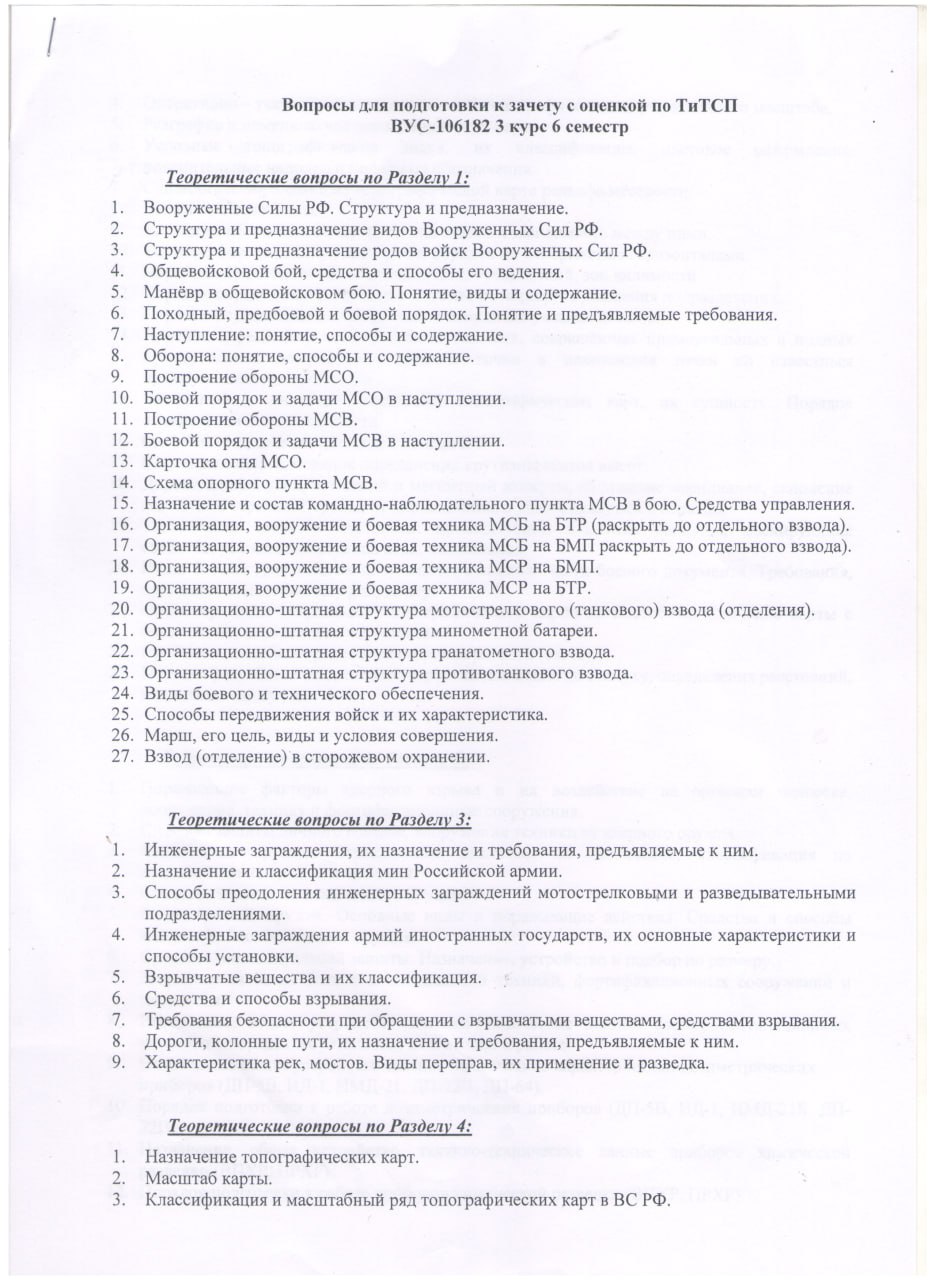 Вопросы для подготовки к зачету с оценкой по ТиТСП
ВУС-106182 3 курс 6 семестр
Теоретические вопросы по Разделу 1:
1. Вооруженные Силы РФ. Структура и предназначение.
2. Структура и предназначение видов Вооруженных Сил РФ.
3. Структура и предназначение родов войск Вооруженных Сил РФ.
4. Общевойсковой бой, средства и способы его ведения.
5. Манёвр в общевойсковом бою. Понятие, виды и содержание.
6. Походный, предбоевой и боевой порядок. Понятие и предъявляемые требования.
7. Наступление: понятие, способы и содержание.
8. Оборона: понятие, способы и содержание.
9. Построение обороны МСО.
10. Боевой порядок и задачи МСО в наступлении.
11. Построение обороны МСВ.
12. Боевой порядок и задачи МСВ в наступлении.
13. Карточка огня МСО.
14. Схема опорного пункта МСВ.
15. Назначение и состав командно-наблюдательного пункта МСВ в бою. Средства управления.
16. Организация, вооружение и боевая техника МСБ на БТР (раскрыть до отдельного взвода).
17. Организация, вооружение и боевая техника МСБ на БМП раскрыть до отдельного взвода).
18. Организация, вооружение и боевая техника МСР на БМП.
19. Организация, вооружение и боевая техника МСР на БТР.
20. Организационно-штатная структура мотострелкового (танкового) взвода (отделения).
21. Организационно-штатная структура минометной батареи.
22. Организационно-штатная структура гранатометного взвода.
23. Организационно-штатная структура противотанкового взвода.
24. Виды боевого и технического обеспечения.
25. Способы передвижения войск и их характеристика.
26. Марш, его цель, виды и условия совершения.
27. Взвод (отделение) в сторожевом охранении.
Теоретические вопросы по Разделу 3:
1. Инженерные заграждения, их назначение и требования, предъявляемые к ним.
2. Назначение и классификация мин Российской армии.
3. Способы преодоления инженерных заграждений мотострелковыми и разведывательными
подразделениями.
4. Инженерные заграждения армий иностранных государств, их основные характеристики и
способы установки.
5. Взрывчатые вещества и их классификация.
6. Средства и способы взрывания.
7. Требования безопасности при обращении с взрывчатыми веществами, средствами взрывания.
8. Дороги, колонные пути, их назначение и требования, предъявляемые к ним.
9. Характеристика рек, мостов. Виды переправ, их применение и разведка.
Теоретические вопросы по Разделу 4:
1. Назначение топографических карт.
2. Масштаб карты.
3. Классификация и масштабный ряд топографических карт в ВС РФ.